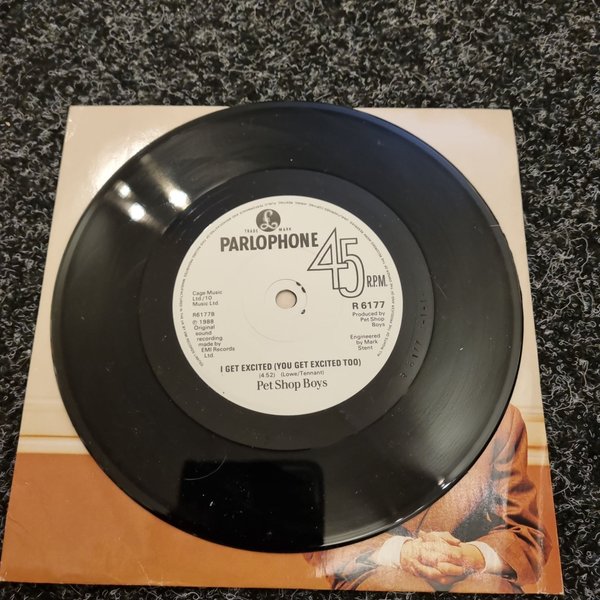 TRADE MARK
PARLOPHONE
45
R.P.M.
R 6177
Cage Music
Ltd/10
Music Ltd.
R6177B
℗ 1988
Original
sound
recording
made by
EMI Records
Ltd.
Produced by
Pet Shop
Boys
Engineered
by Mark
Stent
I GET EXCITED (YOU GET EXCITED TOO)
(4.52) (Lowe/Tennant)
Pet Shop Boys